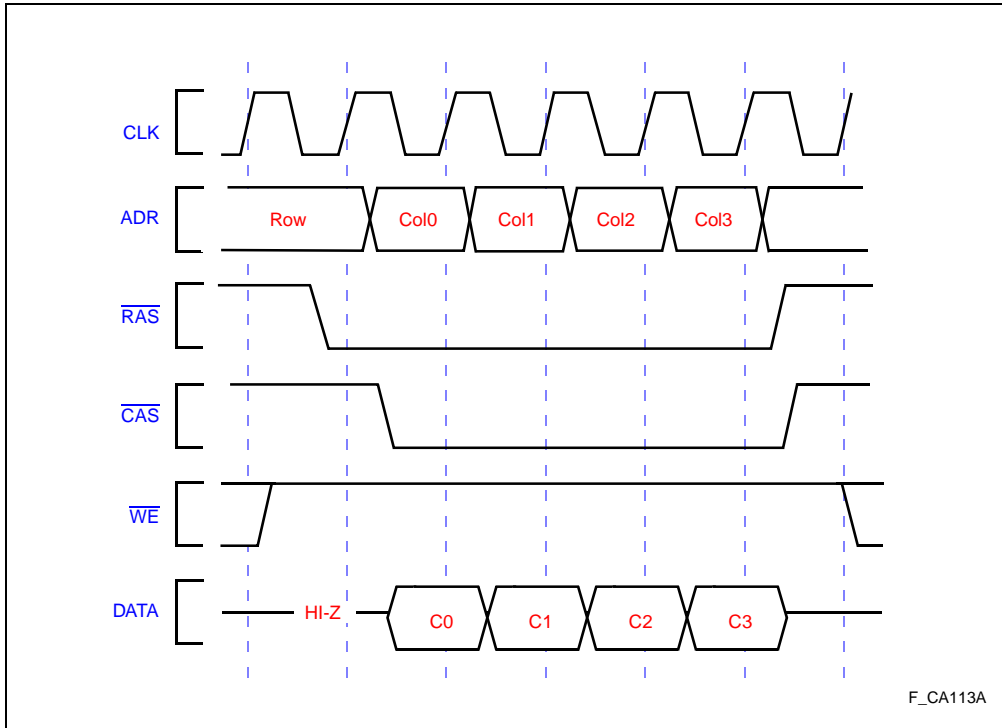 CLK
ADR
Row Col0 Col1 Col2 Col3
RAS
CAS
WE
DATA
HI-Z C0 C1 C2 C3
F_CA113A